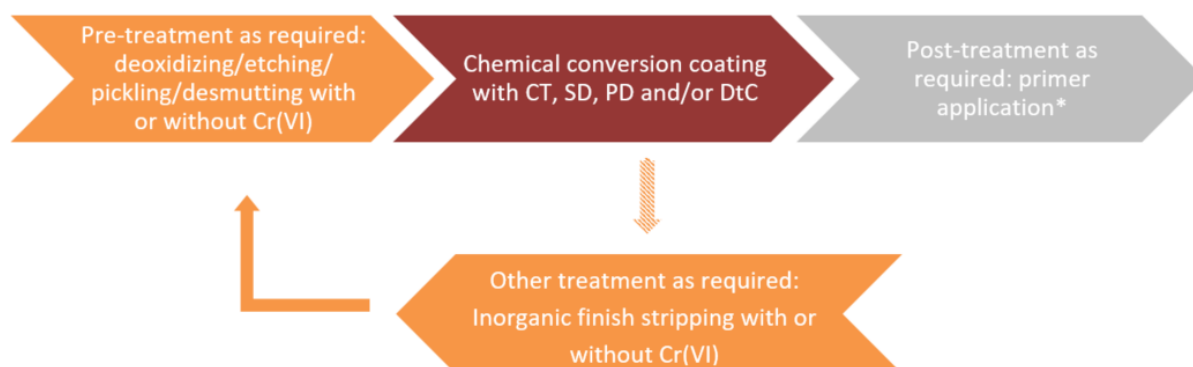 Pre-treatment as required:
deoxidizing/etching/
pickling/desmutting with
or without Cr(VI)
Chemical conversion coating
with CT, SD, PD and/or DtC
Post-treatment as
required: primer
application*
Other treatment as required:
Inorganic finish stripping with or
without Cr(VI)